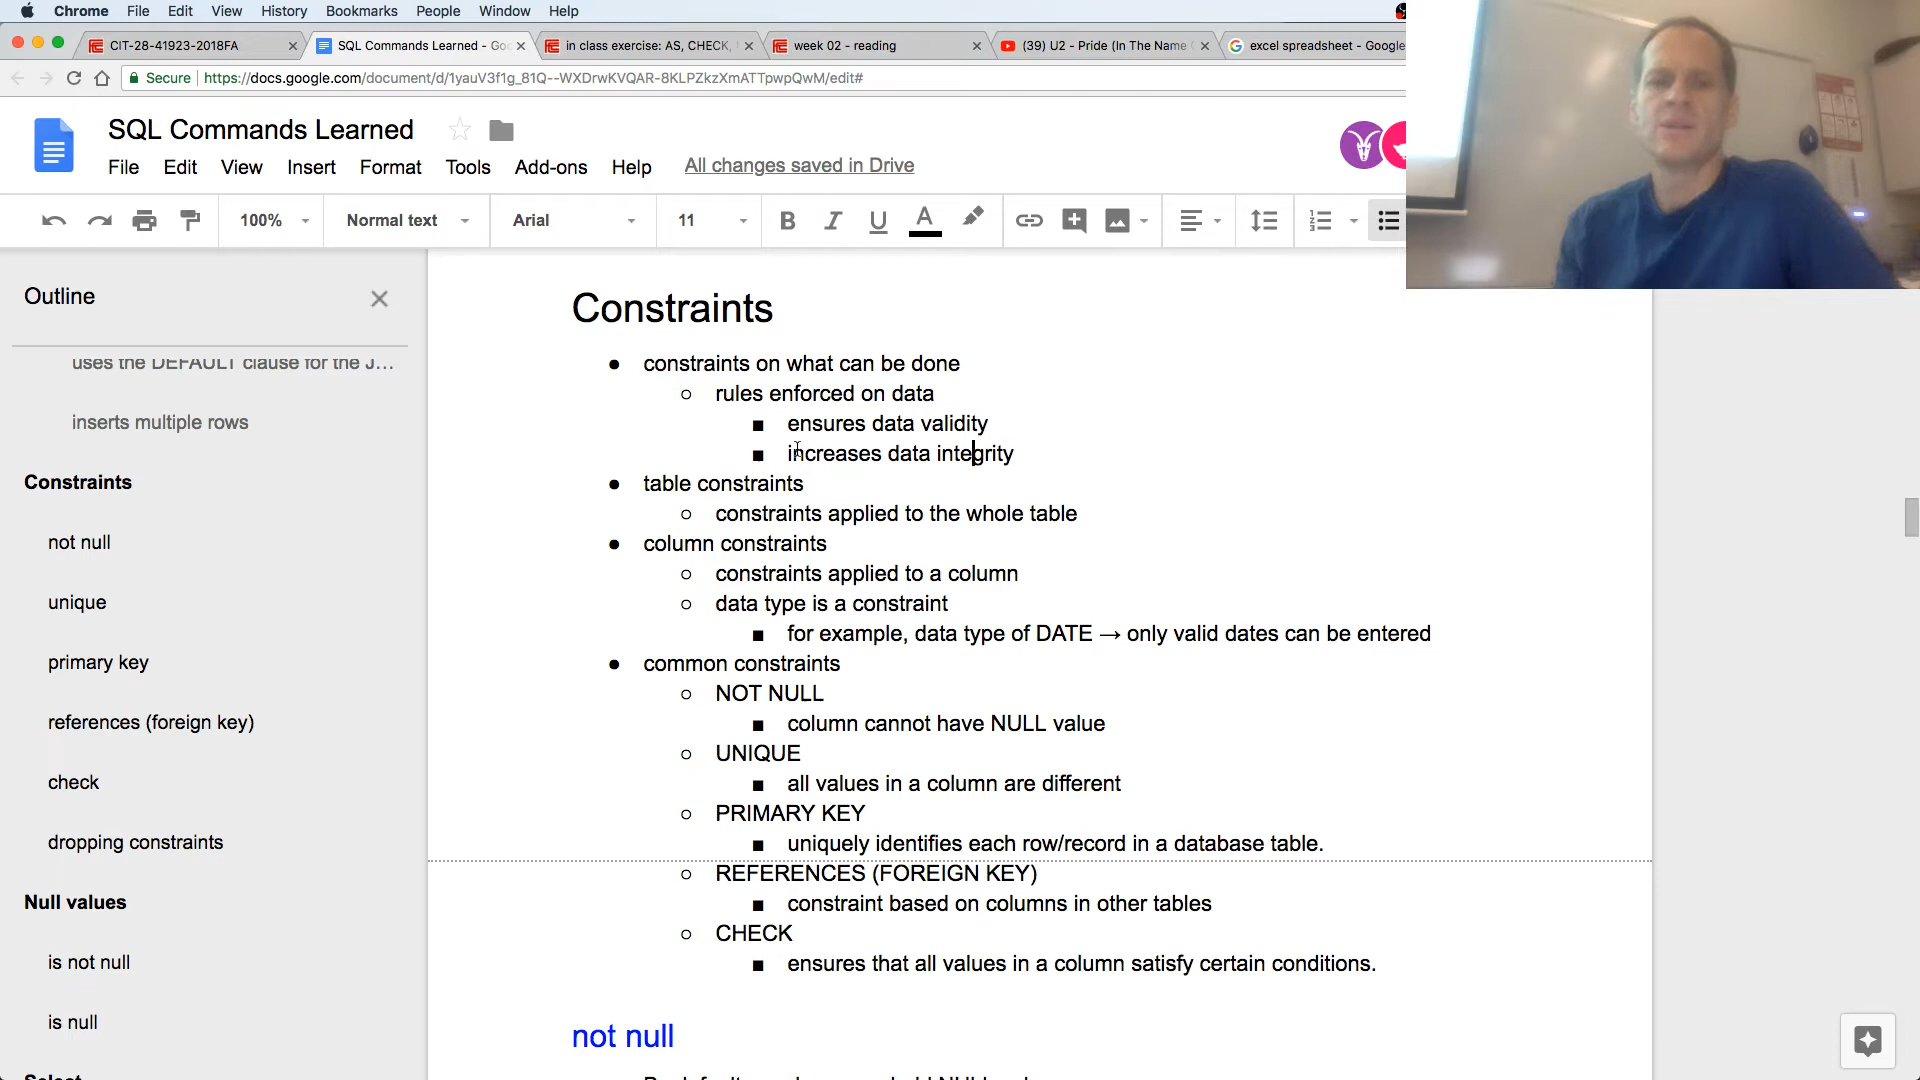 Chrome File Edit View History Bookmarks People Window Help
CIT-28-41923-2018FA
SQL Commands Learned - Go
in class exercise: AS, CHECK,
week 02 - reading
(39) U2 - Pride (In The Name
excel spreadsheet - Google
Secure https://docs.google.com/document/d/1yauV3f1g_81Q--WXDrwKVQAR-8KLPZkzXmATTpwpQwM/edit#
SQL Commands Learned
File Edit View Insert Format Tools Add-ons Help All changes saved in Drive
100% Normal text Arial 11 B I U A
Outline
uses the DEFAULT clause for the J...
inserts multiple rows
Constraints
not null
unique
primary key
references (foreign key)
check
dropping constraints
Null values
is not null
is null
Select
Constraints
constraints on what can be done
rules enforced on data
ensures data validity
increases data integrity
table constraints
constraints applied to the whole table
column constraints
constraints applied to a column
data type is a constraint
for example, data type of DATE → only valid dates can be entered
common constraints
NOT NULL
column cannot have NULL value
UNIQUE
all values in a column are different
PRIMARY KEY
uniquely identifies each row/record in a database table.
REFERENCES (FOREIGN KEY)
constraint based on columns in other tables
CHECK
ensures that all values in a column satisfy certain conditions.
not null